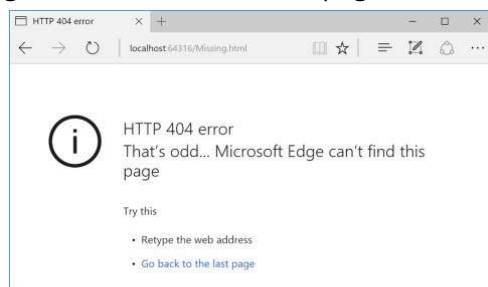 HTTP 404 error
localhost:64316/Missing.html
HTTP 404 error
That's odd... Microsoft Edge can't find this
page
Try this
• Retype the web address
• Go back to the last page